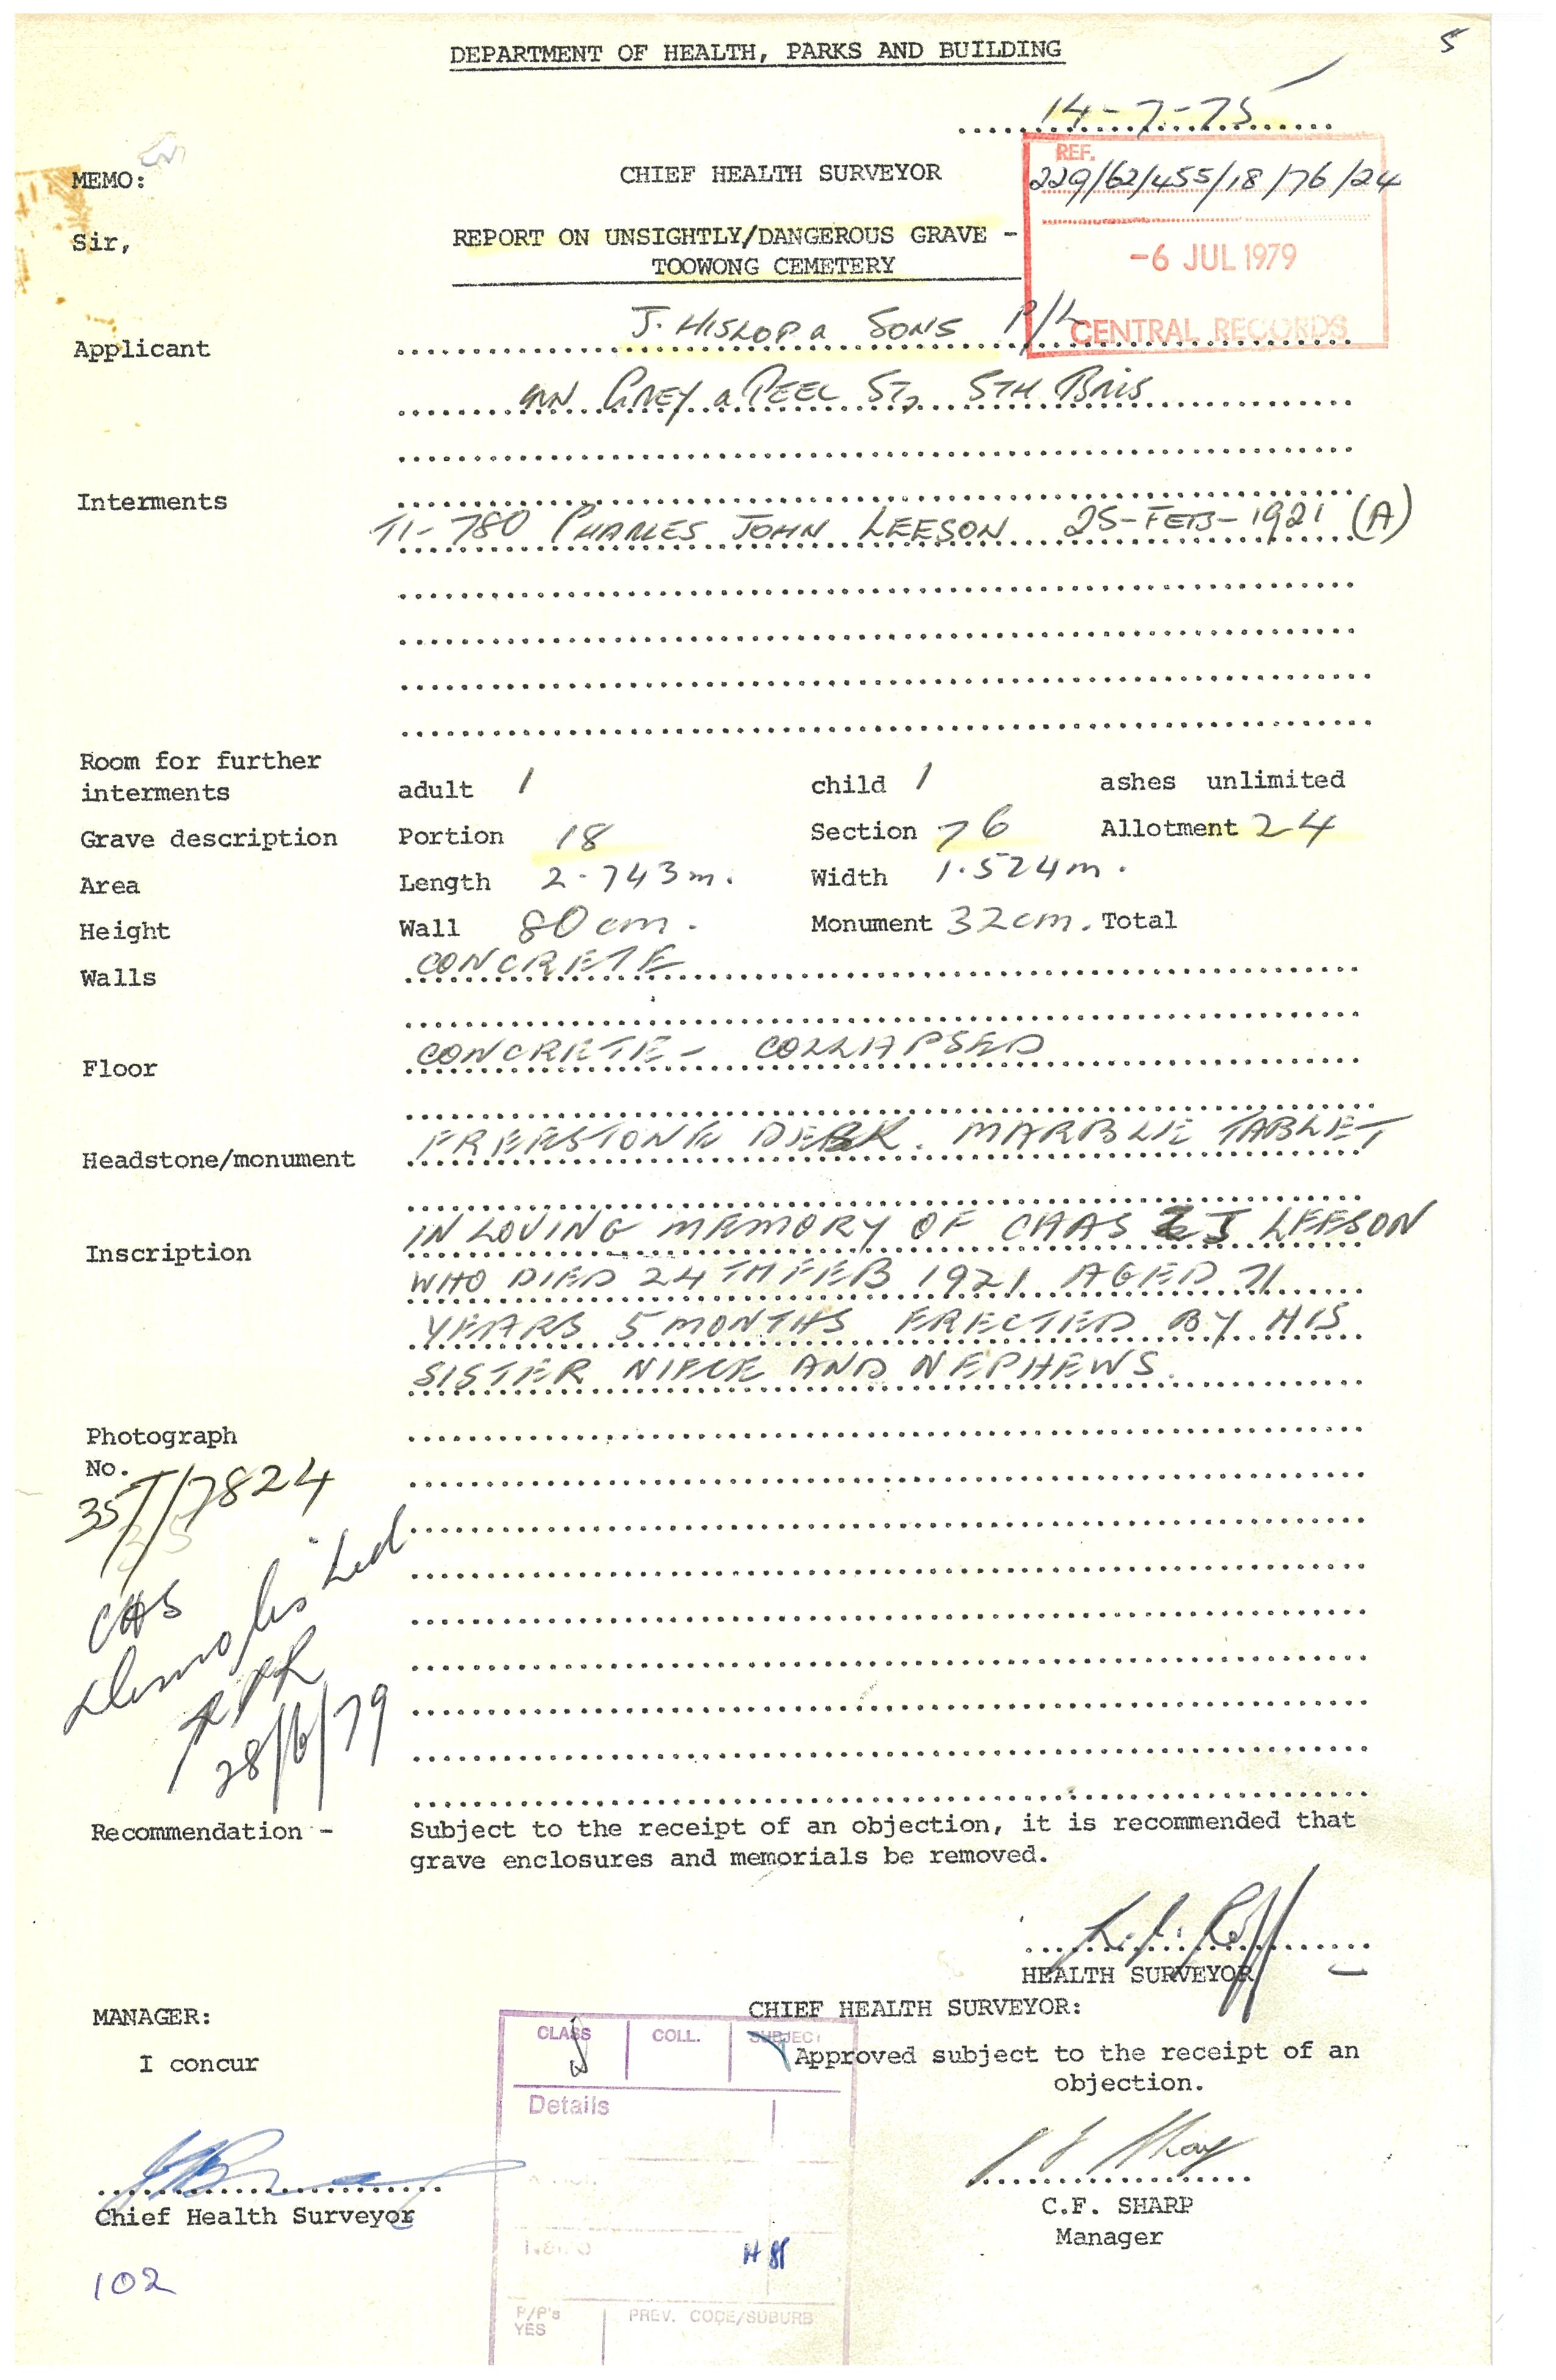 5
DEPARTMENT OF HEALTH, PARKS AND BUILDING
14-7-75
MEMO:
CHIEF HEALTH SURVEYOR
REF.
229/62/455/18/76/24
Sir,
REPORT ON UNSIGHTLY/DANGEROUS GRAVE -
TOOWONG CEMETERY
-6 JUL 1979
CENTRAL RECORDS
Applicant J. HISLOP & SONS P/L
GREY & PEEL ST, STH BRIS
Interments
71-780 CHARLES JOHN LEESON 25-FEB-1921 (A)
Room for further
interments adult 1 child 1 ashes unlimited
Grave description Portion 18 Section 76 Allotment 24
Area Length 2.743m. Width 1.524m.
Height Wall 80cm. Monument 32cm. Total
Walls CONCRETE
Floor CONCRETE - COLLAPSED
Headstone/monument FREESTONE DESK. MARBLE TABLET
Inscription IN LOVING MEMORY OF CHAS J LEESON
WHO DIED 24TH FEB 1921 AGED 71
YEARS 5 MONTHS ERECTED BY HIS
SISTER NIECE AND NEPHEWS.
Photograph
No.
35T/7824
CHS
Demolished
28/6/79
Recommendation - Subject to the receipt of an objection, it is recommended that
grave enclosures and memorials be removed.
HEALTH SURVEYOR
MANAGER:
CHIEF HEALTH SURVEYOR:
I concur
Approved subject to the receipt of an
objection.
CLASS COLL. SUBJECT
Details
Chief Health Surveyor
C.F. SHARP
Manager
102
P/P's
YES
PREV. CODE/SUBURB